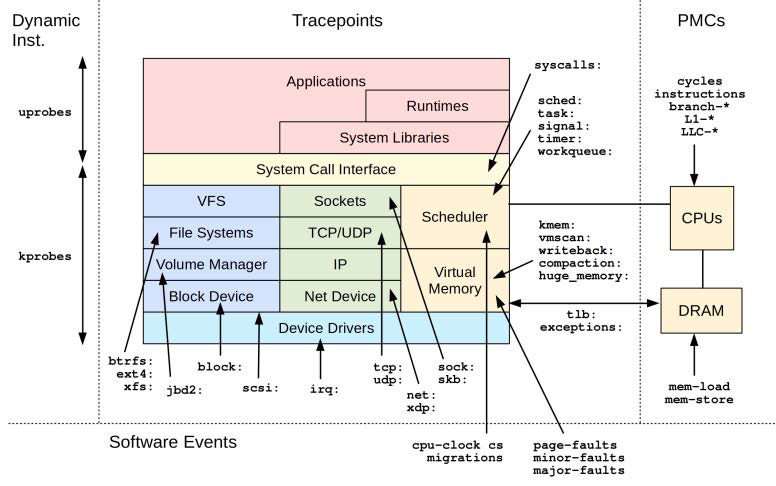 Dynamic
Inst.
Tracepoints
PMCs
uprobes
kprobes
Applications
Runtimes
System Libraries
System Call Interface
VFS
Sockets
Scheduler
File Systems
TCP/UDP
Volume Manager
IP
Virtual
Memory
Block Device
Net Device
Device Drivers
syscalls:
sched:
task:
signal:
timer:
workqueue:
kmem:
vmscan:
writeback:
compaction:
huge_memory:
tlb:
exceptions:
cycles
instructions
branch-*
L1-*
LLC-*
CPUs
DRAM
mem-load
mem-store
btrfs:
ext4:
xfs:
jbd2:
block:
scsi:
irq:
tcp:
udp:
net:
xdp:
sock:
skb:
Software Events
cpu-clock cs
migrations
page-faults
minor-faults
major-faults